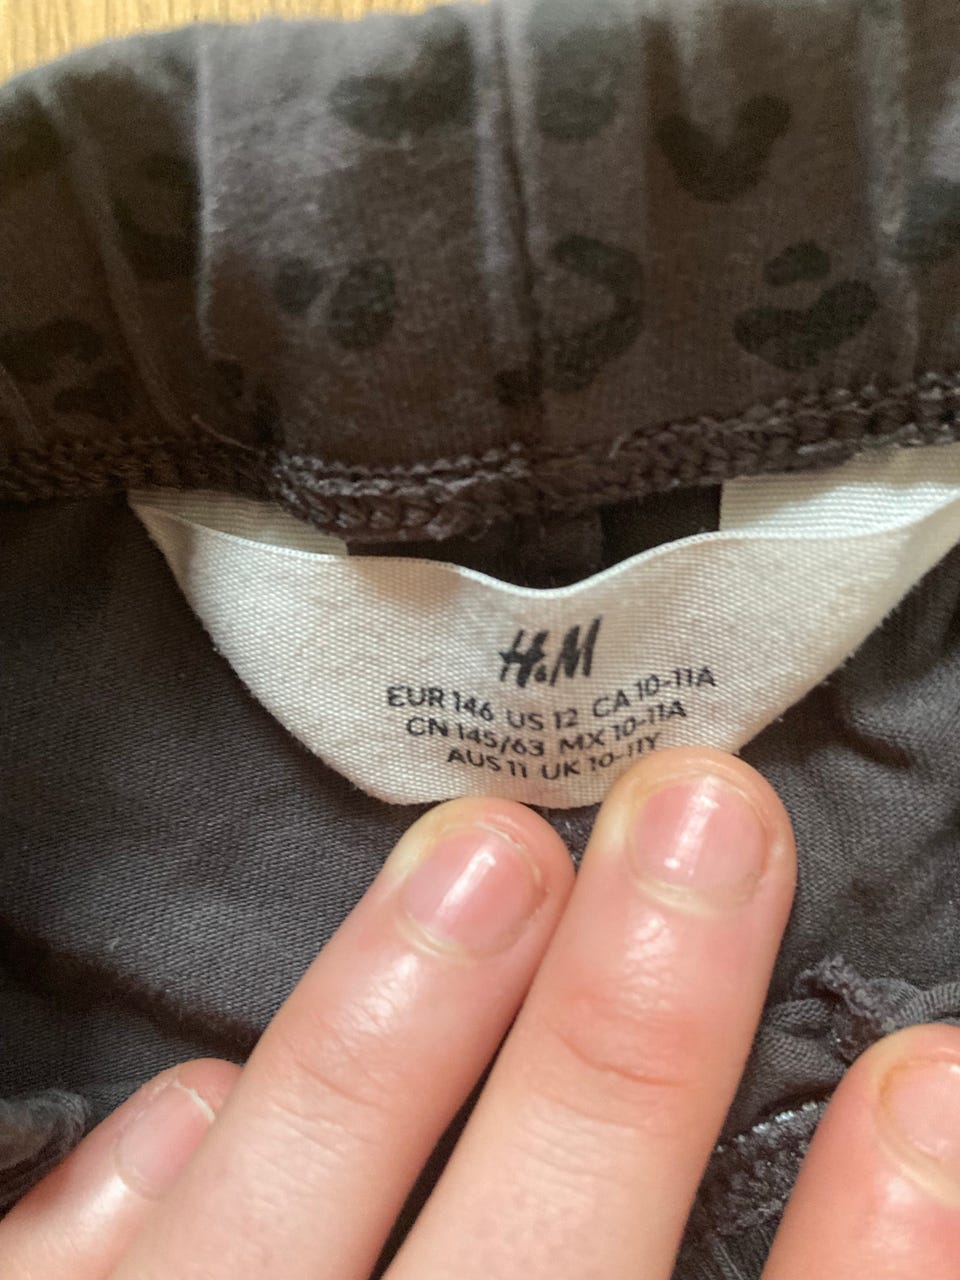 H&M
EUR 146 US 12 CA 10-11A
CN 145/63 MX 10-11A
AUS 11 UK 10-11Y